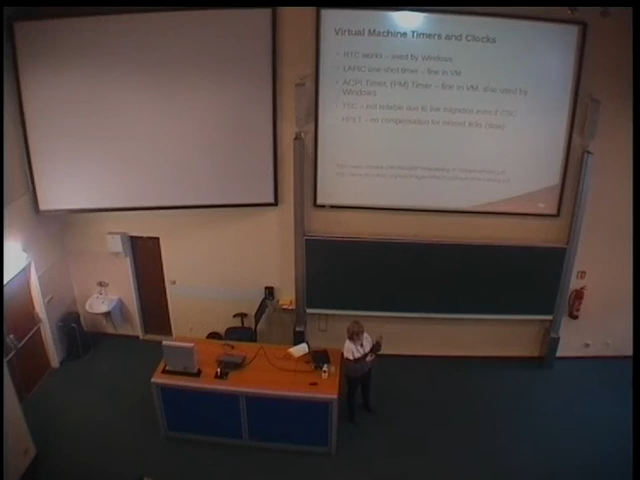 Virtual Machine Timers and Clocks
RTC works – used by Windows
LAPIC one-shot timer – fine in VM
ACPI Timer, (PM) Timer – fine in VM, also used by
Windows
TSC – not reliable due to live migration even if
HPET – no compensation for missed ticks (slow)